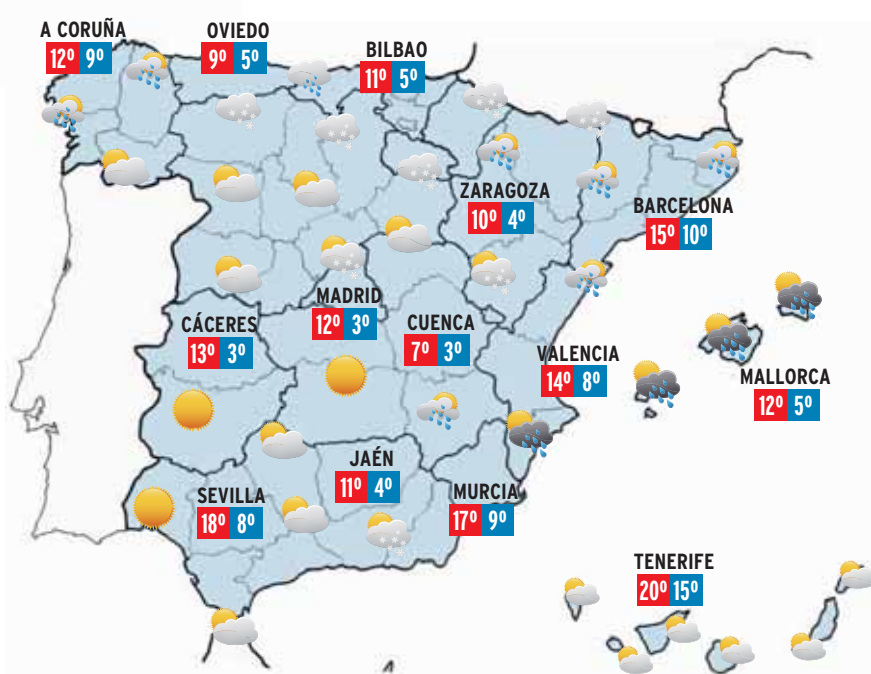 A CORUÑA
12º 9º
OVIEDO
9º 5º
BILBAO
11º 5º
ZARAGOZA
10º 4º
BARCELONA
15º 10º
MADRID
12º 3º
CÁCERES
13º 3º
CUENCA
7º 3º
VALENCIA
14º 8º
MALLORCA
12º 5º
JAÉN
11º 4º
SEVILLA
18º 8º
MURCIA
17º 9º
TENERIFE
20º 15º